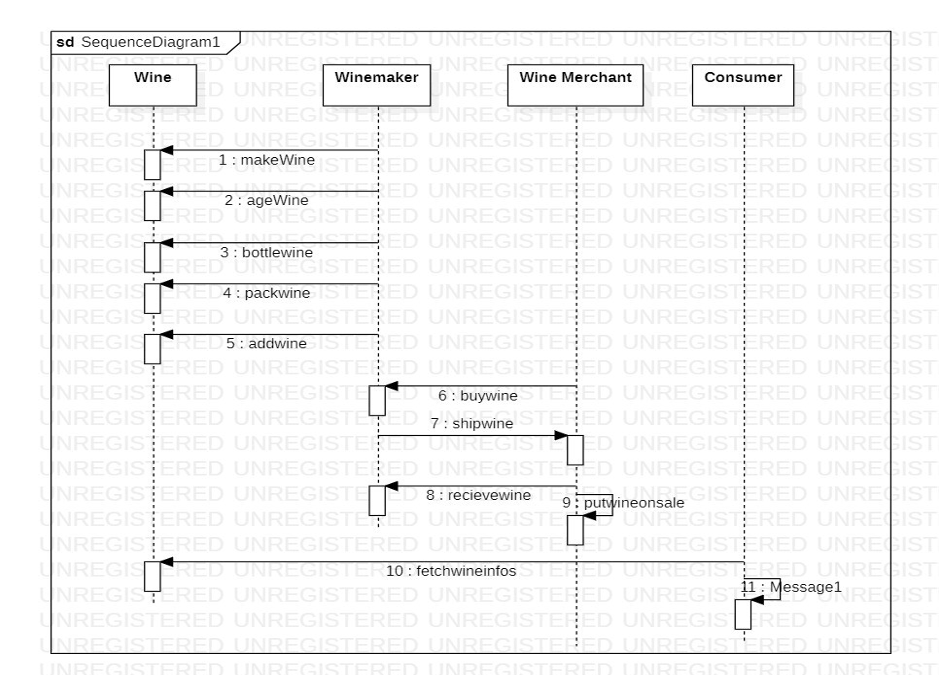 sd SequenceDiagram1
Wine
Winemaker
Wine Merchant
Consumer
1 : makeWine
2 : ageWine
3 : bottlewine
4 : packwine
5 : addwine
6 : buywine
7 : shipwine
8 : recievewine
9 : putwineonsale
10 : fetchwineinfos
11 : Message1
UNREGISTERED UNREGISTERED UNREGISTERED UNREGISTERED UNREGIST